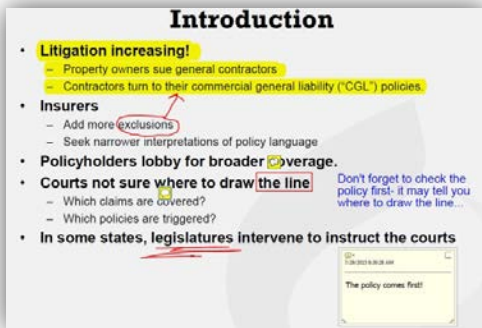 Introduction
• Litigation increasing!
– Property owners sue general contractors
– Contractors turn to their commercial general liability (“CGL”) policies.
• Insurers
– Add more exclusions
– Seek narrower interpretations of policy language
• Policyholders lobby for broader overage.
• Courts not sure where to draw the line
– Which claims are covered?
– Which policies are triggered?
Don't forget to check the
policy first- it may tell you
where to draw the line...
• In some states, legislatures intervene to instruct the courts
The policy comes first!